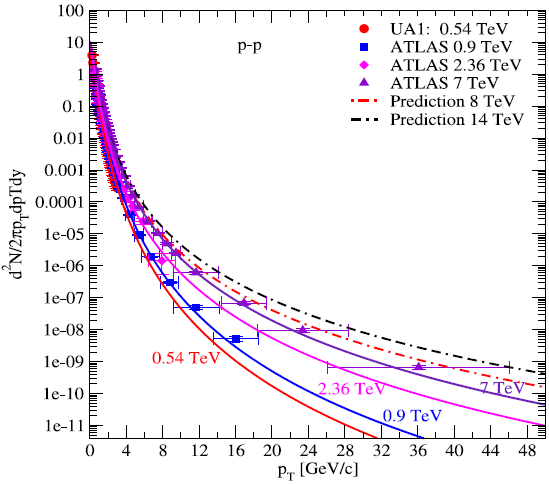 100
10
1
0.1
0.01
0.001
0.0001
1e-05
1e-06
1e-07
1e-08
1e-09
1e-10
1e-11
d²N/2πp_TdpTdy
p-p
UA1: 0.54 TeV
ATLAS 0.9 TeV
ATLAS 2.36 TeV
ATLAS 7 TeV
Prediction 8 TeV
Prediction 14 TeV
0.54 TeV
2.36 TeV
7 TeV
0.9 TeV
0 4 8 12 16 20 24 28 32 36 40 44 48
p_T [GeV/c]